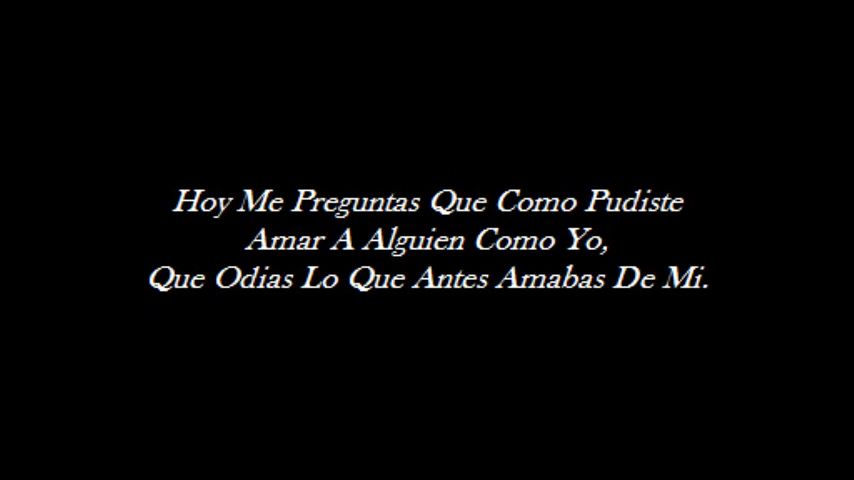 Hoy Me Preguntas Que Como Pudiste
Amar A Alguien Como Yo,
Que Odias Lo Que Antes Amabas De Mi.